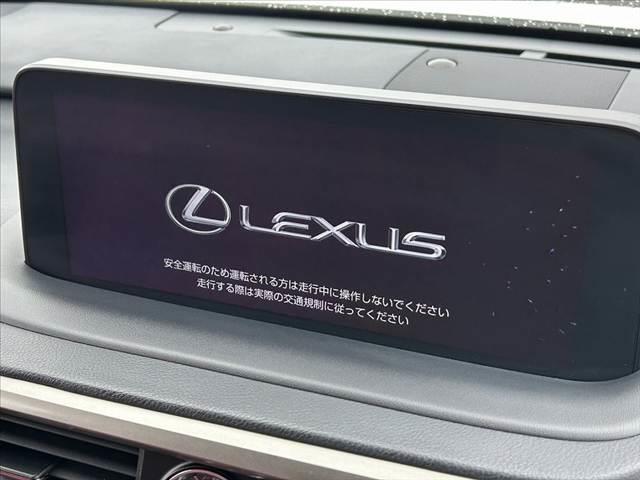 LEXUS
安全運転のため運転される方は走行中に操作しないでください
走行する際は実際の交通規制に従ってください